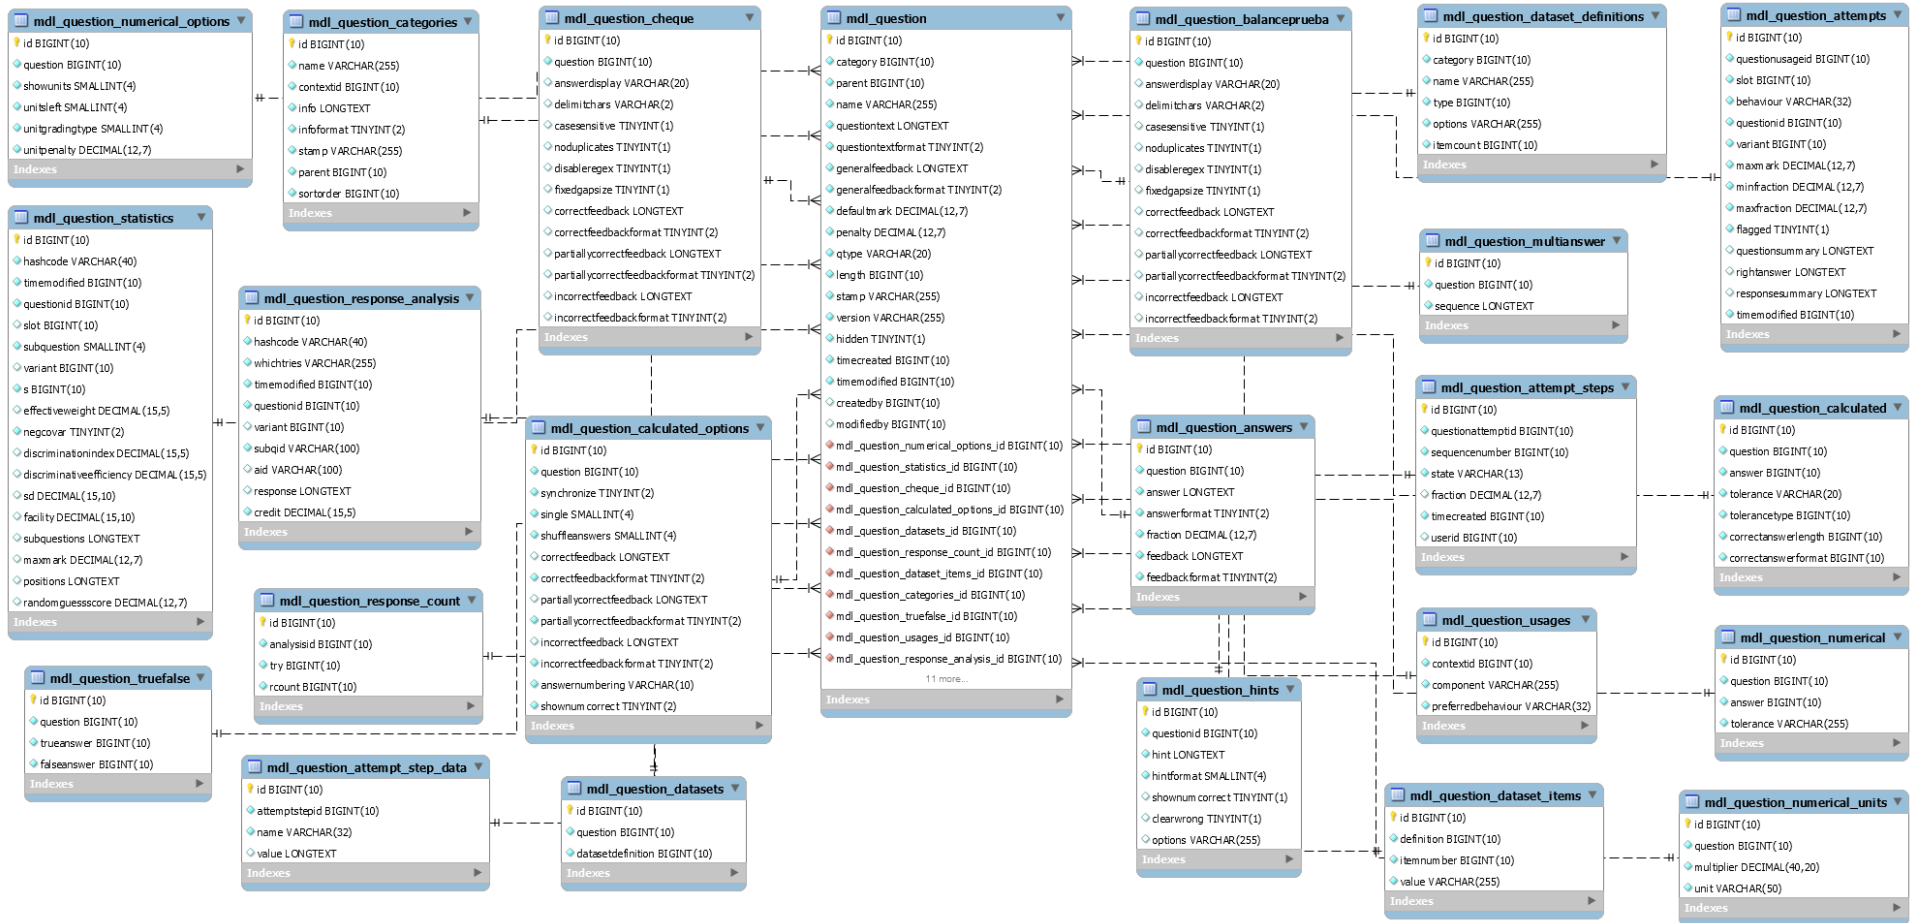 mdl_question_numerical_options
id BIGINT(10)
question BIGINT(10)
showunits SMALLINT(4)
unitsleft SMALLINT(4)
unitgradingtype SMALLINT(4)
unitpenalty DECIMAL(12,7)
Indexes
mdl_question_categories
id BIGINT(10)
name VARCHAR(255)
contextid BIGINT(10)
info LONGTEXT
infoformat TINYINT(2)
stamp VARCHAR(255)
parent BIGINT(10)
sortorder BIGINT(10)
Indexes
mdl_question_cheque
id BIGINT(10)
question BIGINT(10)
answerdisplay VARCHAR(20)
delimitchars VARCHAR(2)
casesensitive TINYINT(1)
noduplicates TINYINT(1)
disableregex TINYINT(1)
fixedgapsize TINYINT(1)
correctfeedback LONGTEXT
correctfeedbackformat TINYINT(2)
partiallycorrectfeedback LONGTEXT
partiallycorrectfeedbackformat TINYINT(2)
incorrectfeedback LONGTEXT
incorrectfeedbackformat TINYINT(2)
Indexes
mdl_question
id BIGINT(10)
category BIGINT(10)
parent BIGINT(10)
name VARCHAR(255)
questiontext LONGTEXT
questiontextformat TINYINT(2)
generalfeedback LONGTEXT
generalfeedbackformat TINYINT(2)
defaultmark DECIMAL(12,7)
penalty DECIMAL(12,7)
qtype VARCHAR(20)
length BIGINT(10)
stamp VARCHAR(255)
version VARCHAR(255)
hidden TINYINT(1)
timecreated BIGINT(10)
timemodified BIGINT(10)
createdby BIGINT(10)
modifiedby BIGINT(10)
mdl_question_numerical_options_id BIGINT(10)
mdl_question_statistics_id BIGINT(10)
mdl_question_cheque_id BIGINT(10)
mdl_question_calculated_options_id BIGINT(10)
mdl_question_datasets_id BIGINT(10)
mdl_question_response_count_id BIGINT(10)
mdl_question_dataset_items_id BIGINT(10)
mdl_question_categories_id BIGINT(10)
mdl_question_truefalse_id BIGINT(10)
mdl_question_usages_id BIGINT(10)
mdl_question_response_analysis_id BIGINT(10)
11 more...
Indexes
mdl_question_balanceprueba
id BIGINT(10)
question BIGINT(10)
answerdisplay VARCHAR(20)
delimitchars VARCHAR(2)
casesensitive TINYINT(1)
noduplicates TINYINT(1)
disableregex TINYINT(1)
fixedgapsize TINYINT(1)
correctfeedback LONGTEXT
correctfeedbackformat TINYINT(2)
partiallycorrectfeedback LONGTEXT
partiallycorrectfeedbackformat TINYINT(2)
incorrectfeedback LONGTEXT
incorrectfeedbackformat TINYINT(2)
Indexes
mdl_question_dataset_definitions
id BIGINT(10)
category BIGINT(10)
name VARCHAR(255)
type BIGINT(10)
options VARCHAR(255)
itemcount BIGINT(10)
Indexes
mdl_question_attempts
id BIGINT(10)
questionusageid BIGINT(10)
slot BIGINT(10)
behaviour VARCHAR(32)
questionid BIGINT(10)
variant BIGINT(10)
maxmark DECIMAL(12,7)
minfraction DECIMAL(12,7)
maxfraction DECIMAL(12,7)
flagged TINYINT(1)
questionsummary LONGTEXT
rightanswer LONGTEXT
responsesummary LONGTEXT
timemodified BIGINT(10)
Indexes
mdl_question_statistics
id BIGINT(10)
hashcode VARCHAR(40)
timemodified BIGINT(10)
questionid BIGINT(10)
slot BIGINT(10)
subquestion SMALLINT(4)
variant BIGINT(10)
s BIGINT(10)
effectiveweight DECIMAL(15,5)
negcovar TINYINT(2)
discriminationindex DECIMAL(15,5)
discriminativeefficiency DECIMAL(15,5)
sd DECIMAL(15,10)
facility DECIMAL(15,10)
subquestions LONGTEXT
maxmark DECIMAL(12,7)
positions LONGTEXT
randomguessscore DECIMAL(12,7)
Indexes
mdl_question_response_analysis
id BIGINT(10)
hashcode VARCHAR(40)
whichtries VARCHAR(255)
timemodified BIGINT(10)
questionid BIGINT(10)
variant BIGINT(10)
subqid VARCHAR(100)
aid VARCHAR(100)
response LONGTEXT
credit DECIMAL(15,5)
Indexes
mdl_question_multianswer
id BIGINT(10)
question BIGINT(10)
sequence LONGTEXT
Indexes
mdl_question_calculated_options
id BIGINT(10)
question BIGINT(10)
synchronize TINYINT(2)
single SMALLINT(4)
shuffleanswers SMALLINT(4)
correctfeedback LONGTEXT
correctfeedbackformat TINYINT(2)
partiallycorrectfeedback LONGTEXT
partiallycorrectfeedbackformat TINYINT(2)
incorrectfeedback LONGTEXT
incorrectfeedbackformat TINYINT(2)
answernumbering VARCHAR(10)
shownumcorrect TINYINT(2)
Indexes
mdl_question_answers
id BIGINT(10)
question BIGINT(10)
answer LONGTEXT
answerformat TINYINT(2)
fraction DECIMAL(12,7)
feedback LONGTEXT
feedbackformat TINYINT(2)
Indexes
mdl_question_attempt_steps
id BIGINT(10)
questionattemptid BIGINT(10)
sequencenumber BIGINT(10)
state VARCHAR(13)
fraction DECIMAL(12,7)
timecreated BIGINT(10)
userid BIGINT(10)
Indexes
mdl_question_calculated
id BIGINT(10)
question BIGINT(10)
answer BIGINT(10)
tolerance VARCHAR(20)
tolerancetype BIGINT(10)
correctanswerlength BIGINT(10)
correctanswerformat BIGINT(10)
Indexes
mdl_question_response_count
id BIGINT(10)
analysisid BIGINT(10)
try BIGINT(10)
rcount BIGINT(10)
Indexes
mdl_question_usages
id BIGINT(10)
contextid BIGINT(10)
component VARCHAR(255)
preferredbehaviour VARCHAR(32)
Indexes
mdl_question_numerical
id BIGINT(10)
question BIGINT(10)
answer BIGINT(10)
tolerance VARCHAR(255)
Indexes
mdl_question_truefalse
id BIGINT(10)
question BIGINT(10)
trueanswer BIGINT(10)
falseanswer BIGINT(10)
Indexes
mdl_question_hints
id BIGINT(10)
questionid BIGINT(10)
hint LONGTEXT
hintformat SMALLINT(4)
shownumcorrect TINYINT(1)
clearwrong TINYINT(1)
options VARCHAR(255)
Indexes
mdl_question_attempt_step_data
id BIGINT(10)
attemptstepid BIGINT(10)
name VARCHAR(32)
value LONGTEXT
Indexes
mdl_question_datasets
id BIGINT(10)
question BIGINT(10)
datasetdefinition BIGINT(10)
Indexes
mdl_question_dataset_items
id BIGINT(10)
definition BIGINT(10)
itemnumber BIGINT(10)
value VARCHAR(255)
Indexes
mdl_question_numerical_units
id BIGINT(10)
question BIGINT(10)
multiplier DECIMAL(40,20)
unit VARCHAR(50)
Indexes